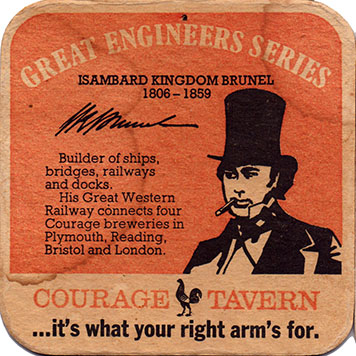 GREAT ENGINEERS SERIES
ISAMBARD KINGDOM BRUNEL
1806–1859
I K Brunel
Builder of ships,
bridges, railways
and docks.
His Great Western
Railway connects four
Courage breweries in
Plymouth, Reading,
Bristol and London.
COURAGE TAVERN
...it's what your right arm's for.